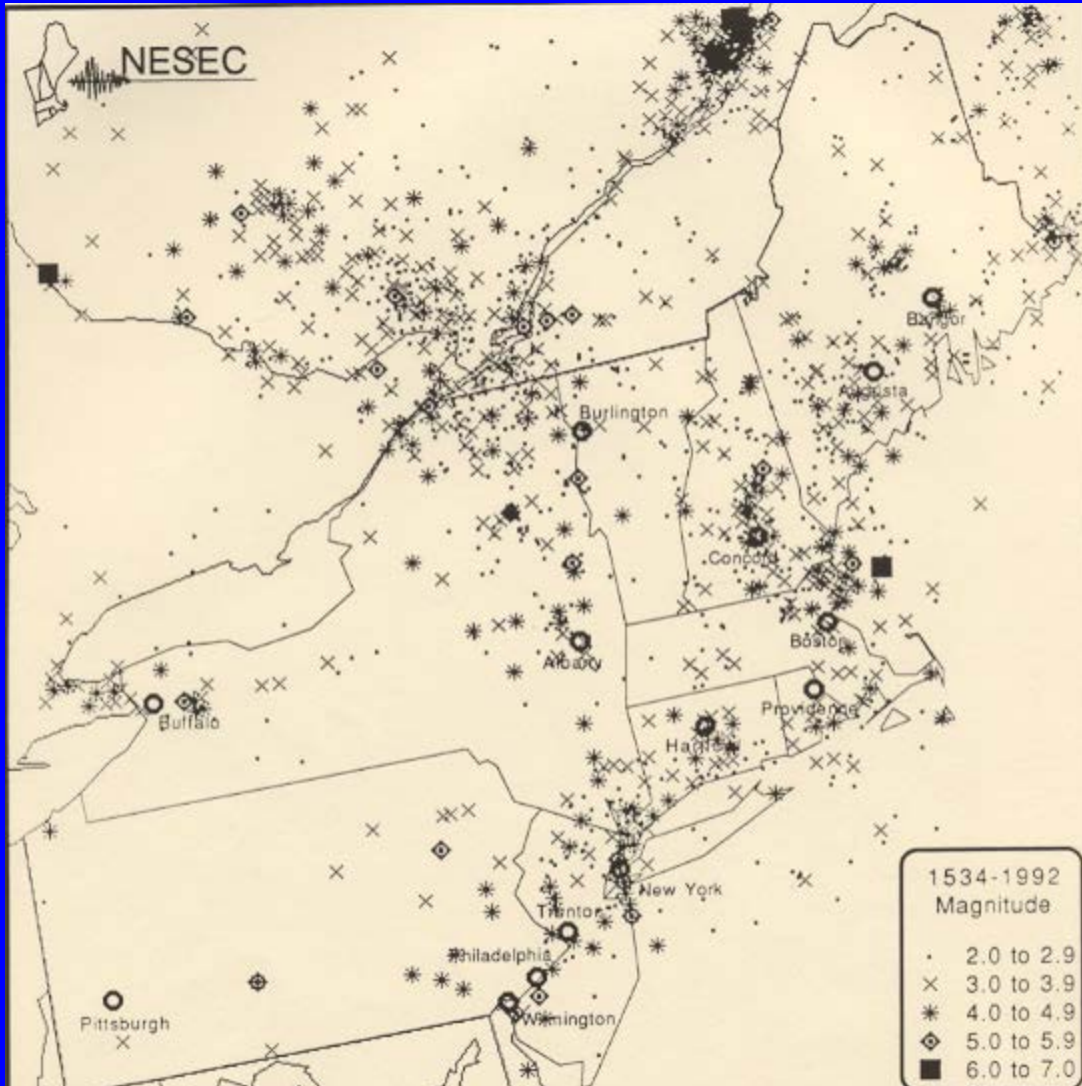 NESEC
Bangor
Augusta
Burlington
Concord
Boston
Albany
Providence
Buffalo
Hartford
New York
Trenton
Philadelphia
Wilmington
Pittsburgh
1534-1992
Magnitude
2.0 to 2.9
3.0 to 3.9
4.0 to 4.9
5.0 to 5.9
6.0 to 7.0